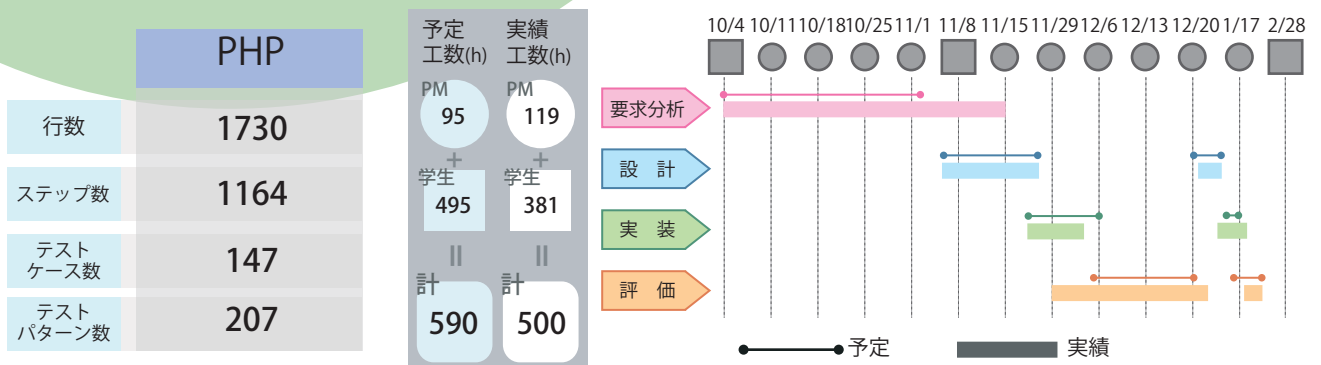 PHP
行数
1730
ステップ数
1164
テスト
ケース数
147
テスト
パターン数
207
予定
工数(h)
実績
工数(h)
PM
95
PM
119
+
+
学生
495
学生
381
=
=
計
590
計
500
10/4 10/11 10/18 10/25 11/1 11/8 11/15 11/29 12/6 12/13 12/20 1/17 2/28
要求分析
設 計
実 装
評 価
予定
実績